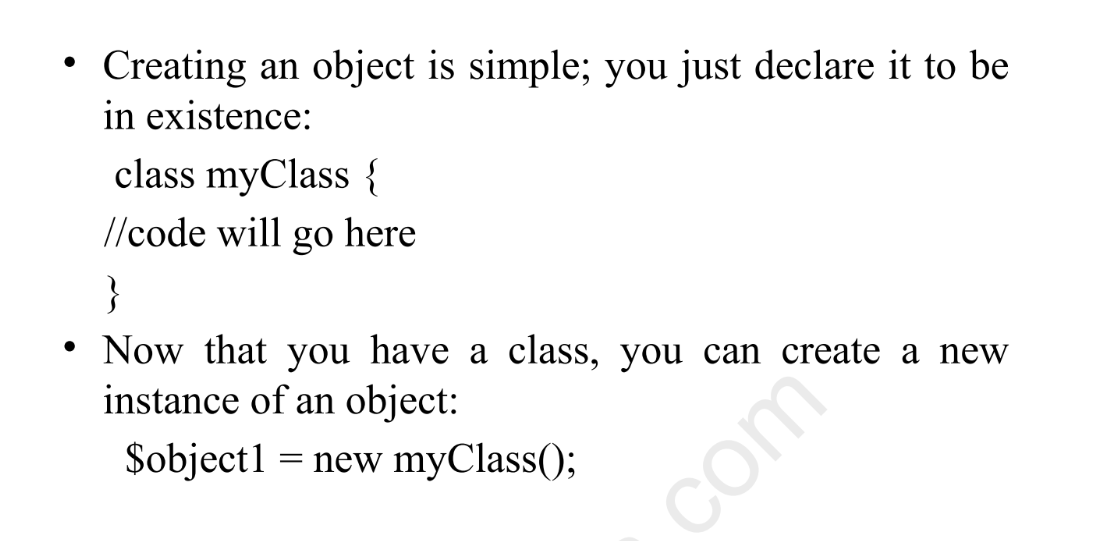 • Creating an object is simple; you just declare it to be
in existence:
class myClass {
//code will go here
}
• Now that you have a class, you can create a new
instance of an object:
$object1 = new myClass();
com